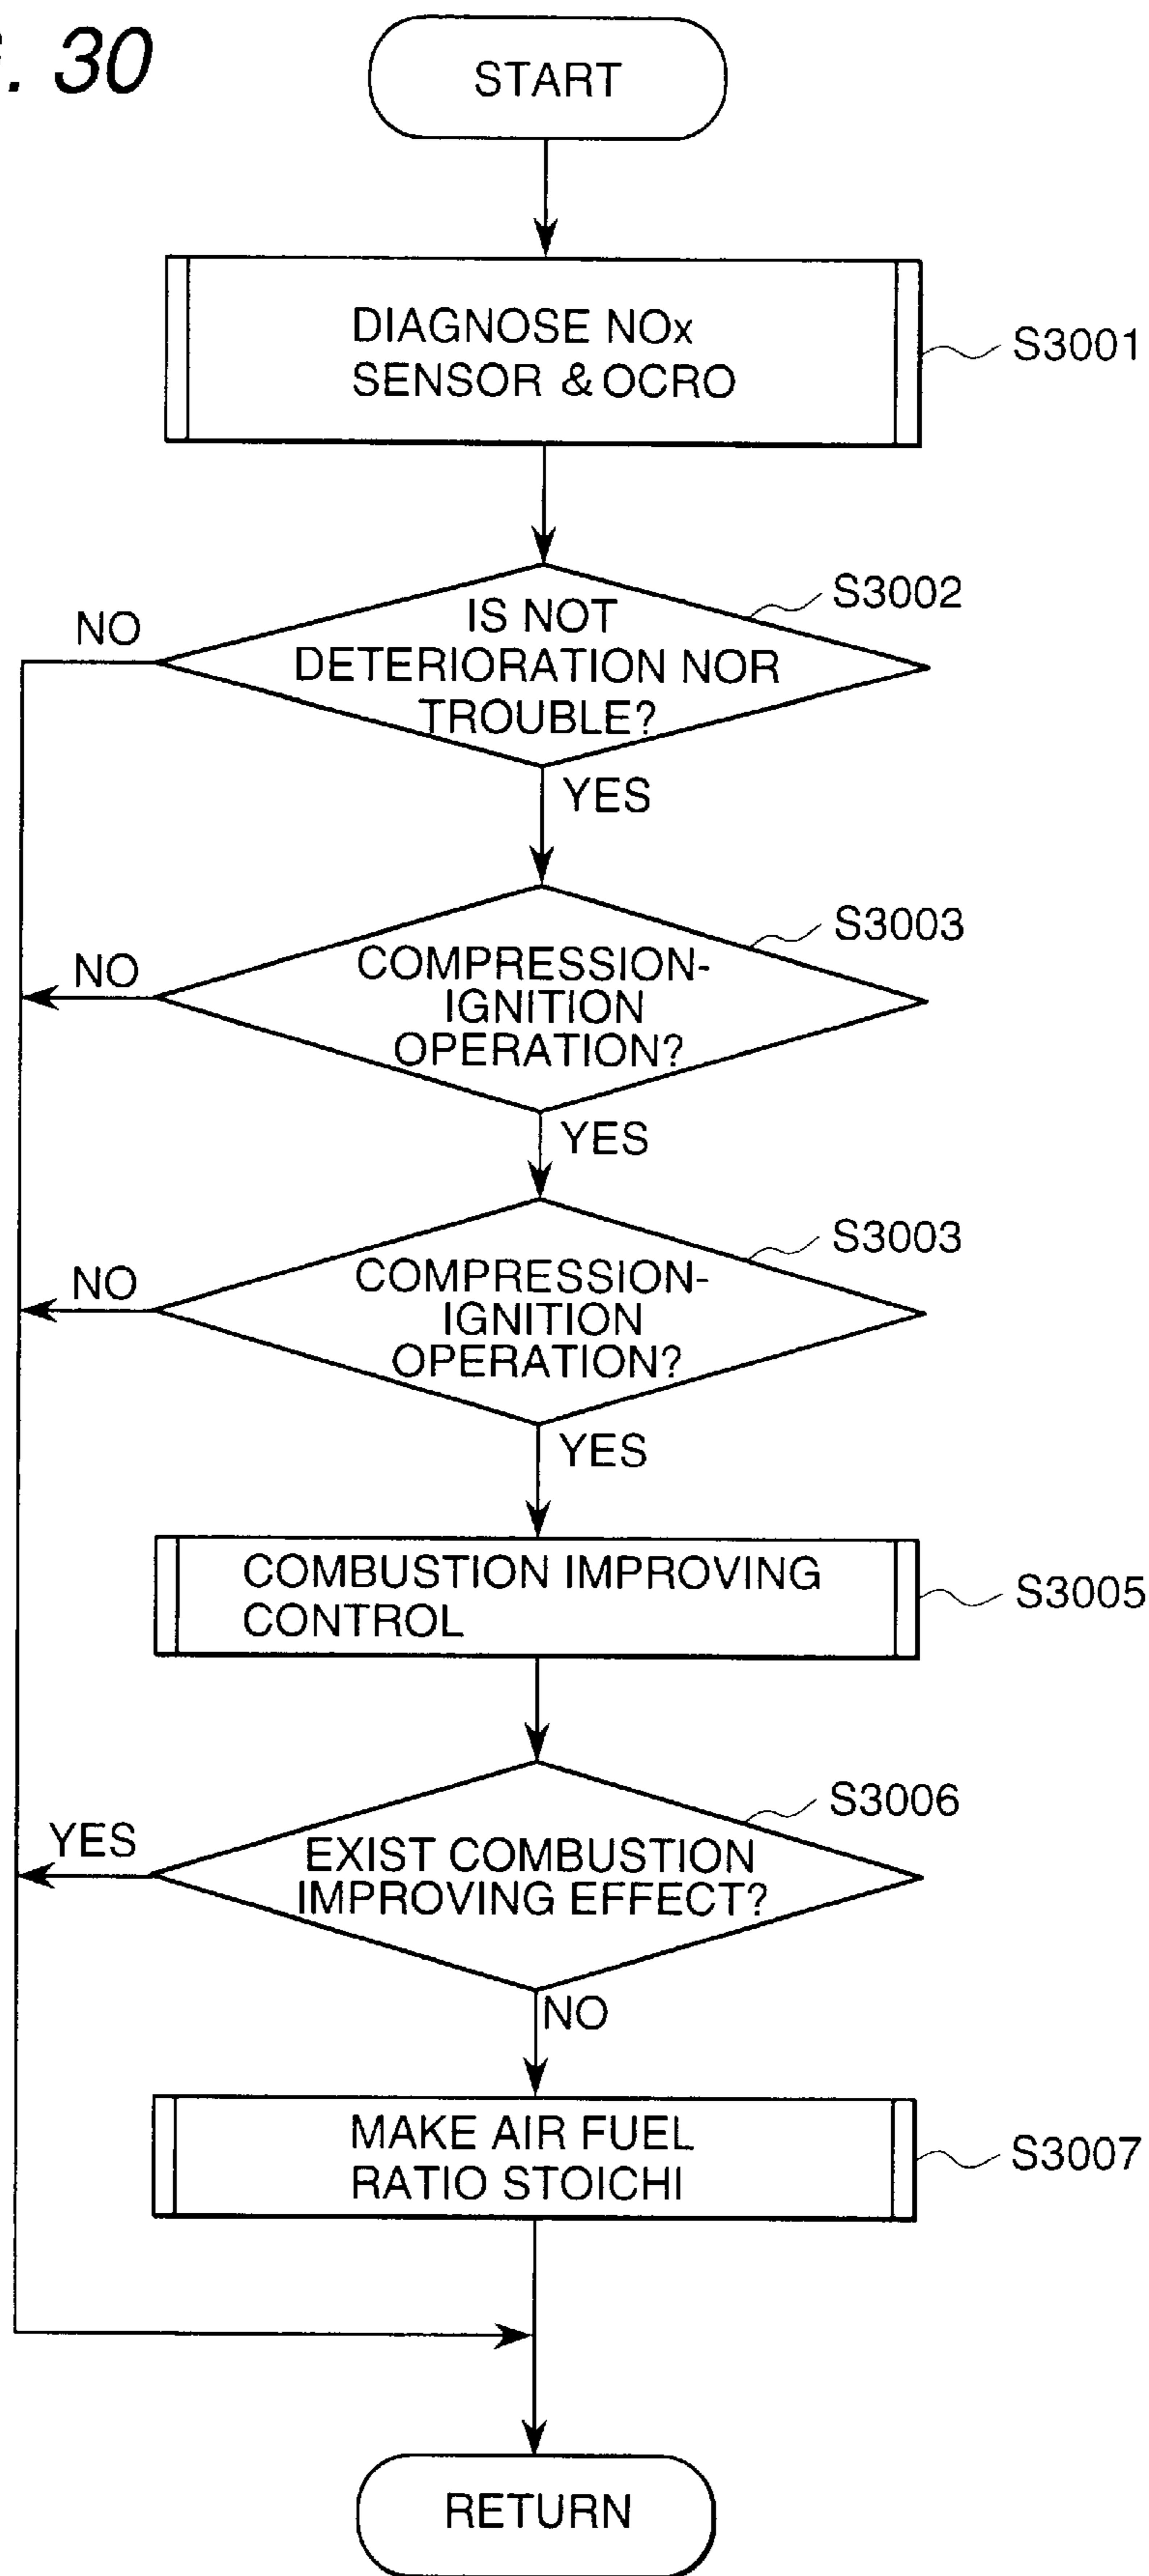 . 30
START
DIAGNOSE NOx
SENSOR & OCRO
S3001
S3002
NO
IS NOT
DETERIORATION NOR
TROUBLE?
YES
S3003
NO
COMPRESSION-
IGNITION
OPERATION?
YES
S3003
NO
COMPRESSION-
IGNITION
OPERATION?
YES
COMBUSTION IMPROVING
CONTROL
S3005
S3006
YES
EXIST COMBUSTION
IMPROVING EFFECT?
NO
MAKE AIR FUEL
RATIO STOICHI
S3007
RETURN